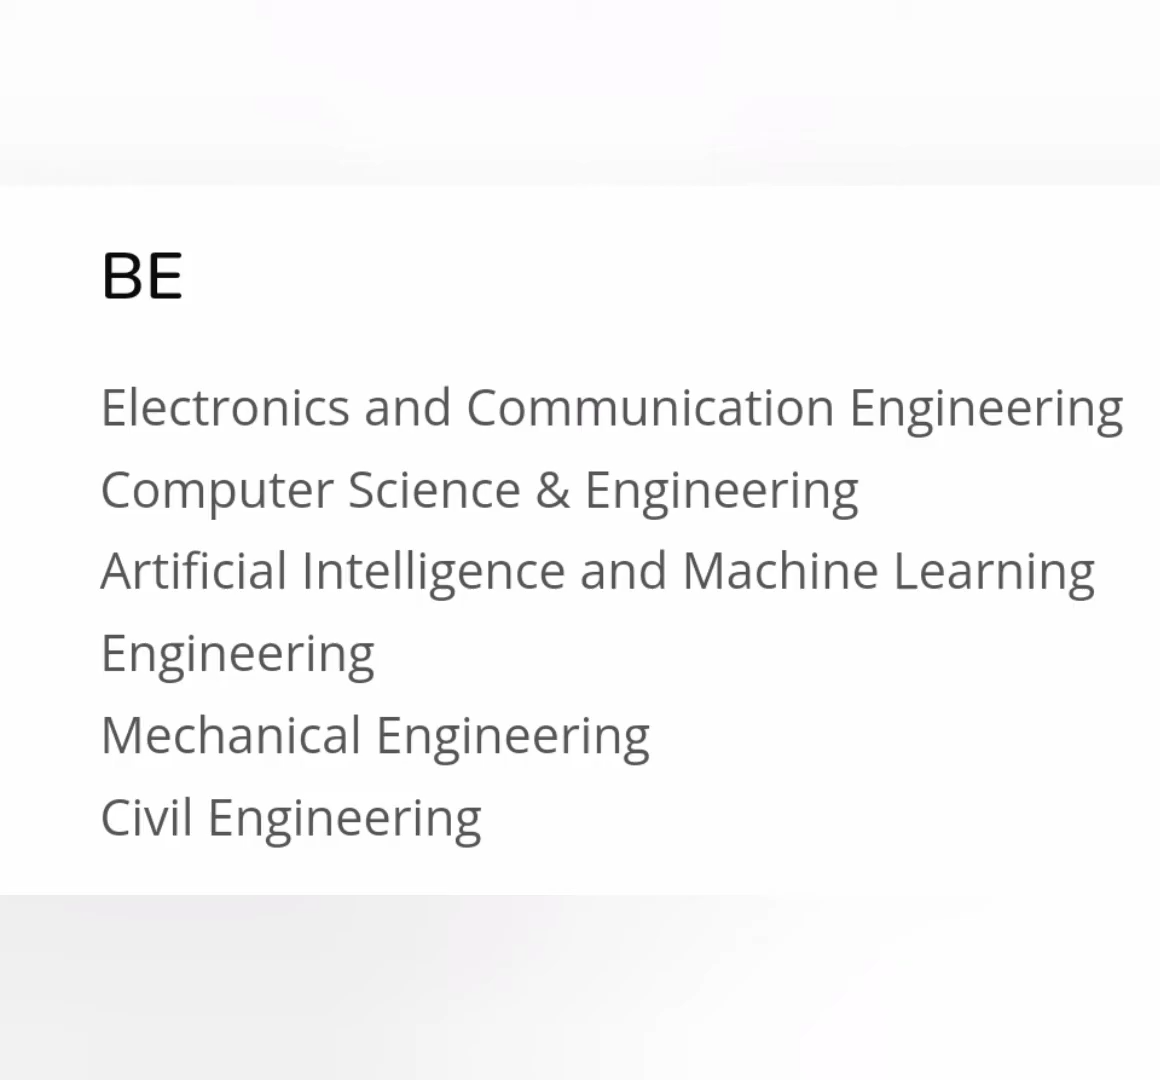 BE
Electronics and Communication Engineering
Computer Science & Engineering
Artificial Intelligence and Machine Learning
Engineering
Mechanical Engineering
Civil Engineering